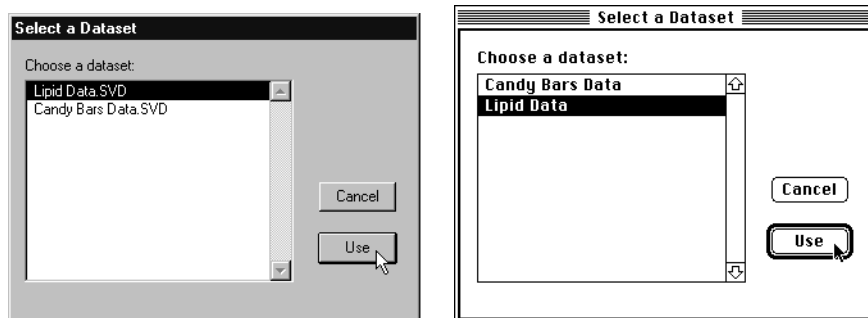 Select a Dataset
Choose a dataset:
Lipid Data.SVD
Candy Bars Data.SVD
Cancel
Use
Select a Dataset
Choose a dataset:
Candy Bars Data
Lipid Data
Cancel
Use